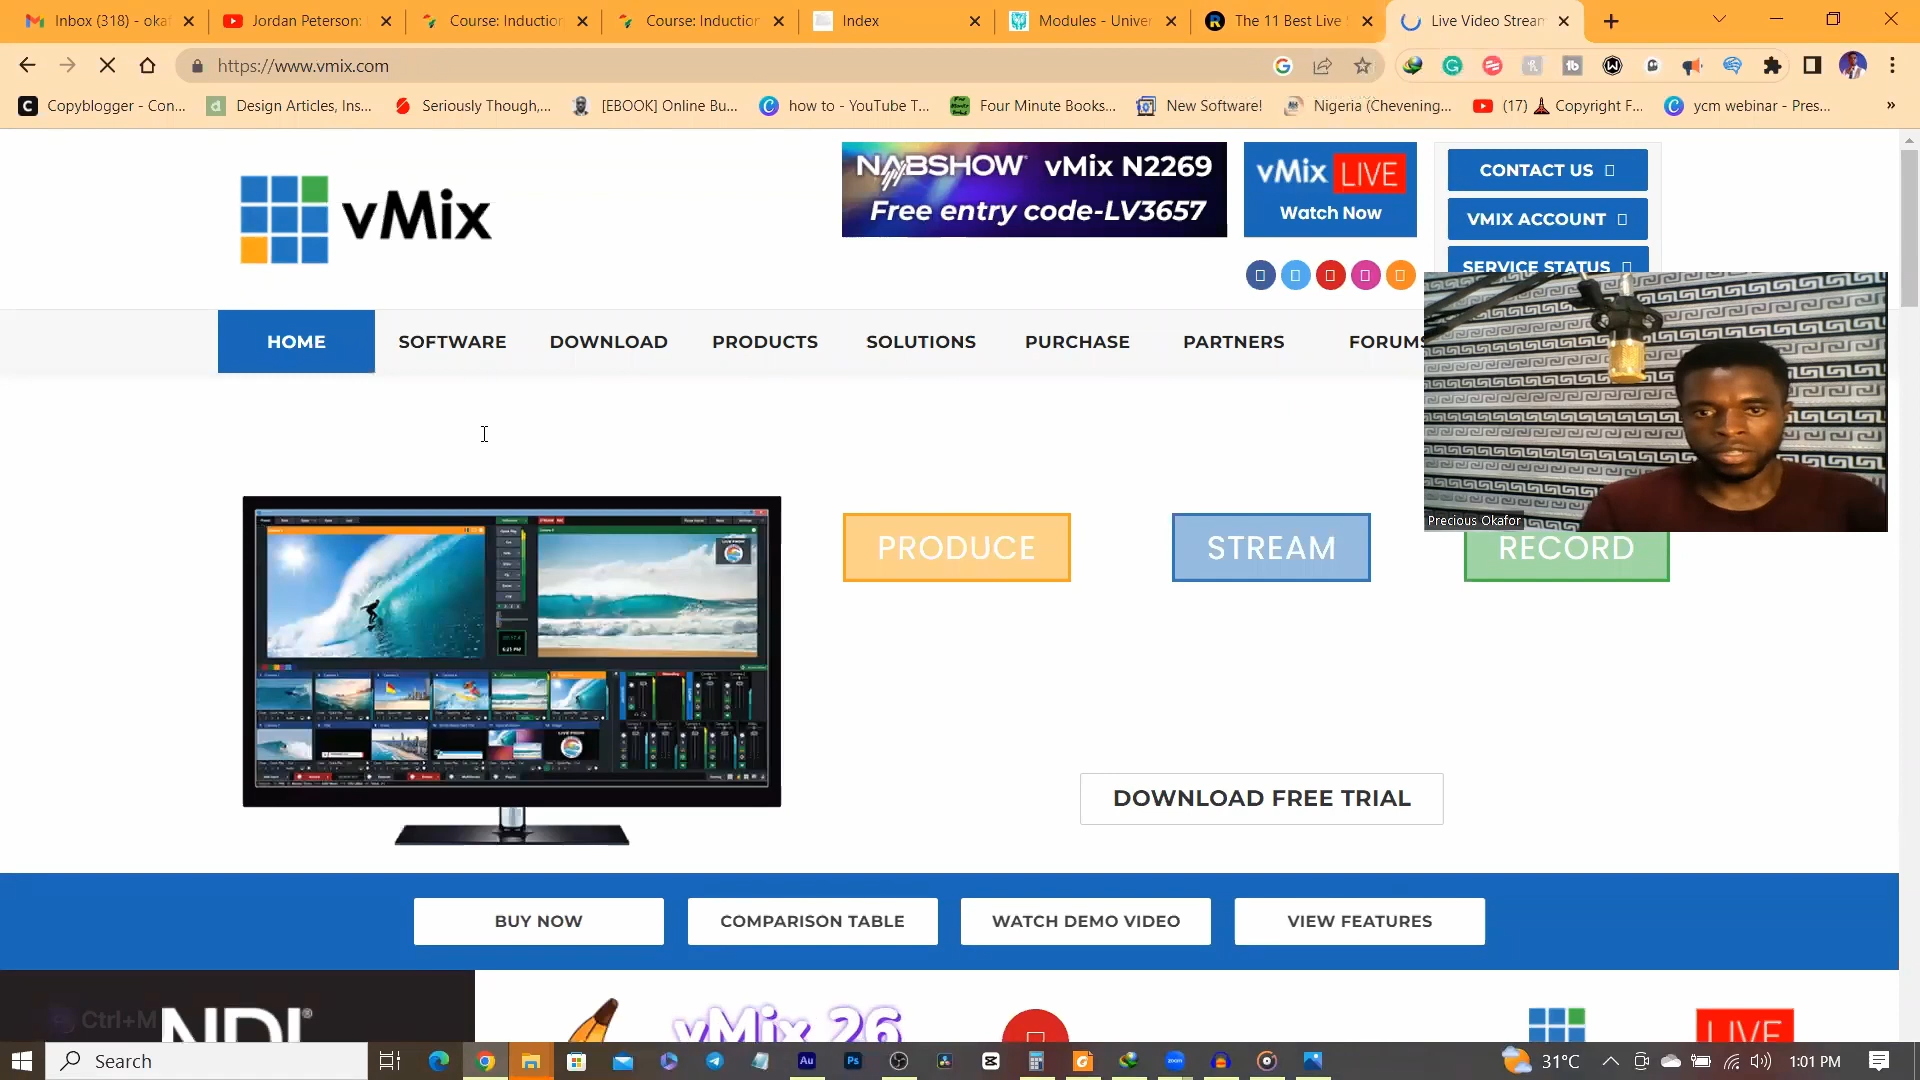 Inbox (318) - oka
Jordan Peterson:
Course: Induction
Course: Induction
Index
Modules - Univer
The 11 Best Live
Live Video Stream
https://www.vmix.com
Copyblogger - Con...
Design Articles, Ins...
Seriously Though,...
[EBOOK] Online Bu...
how to - YouTube T...
Four Minute Books...
New Software!
Nigeria (Chevening...
(17) Copyright F...
ycm webinar - Pres...
»
vMix
NABSHOW® vMix N2269
Free entry code-LV3657
vMix LIVE
Watch Now
CONTACT US
VMIX ACCOUNT
SERVICE STATUS
HOME
SOFTWARE
DOWNLOAD
PRODUCTS
SOLUTIONS
PURCHASE
PARTNERS
FORUMS
Precious Okafor
PRODUCE
STREAM
RECORD
DOWNLOAD FREE TRIAL
BUY NOW
COMPARISON TABLE
WATCH DEMO VIDEO
VIEW FEATURES
Ctrl+M
NDI®
vMix 26
LIVE
Search
31°C
1:01 PM